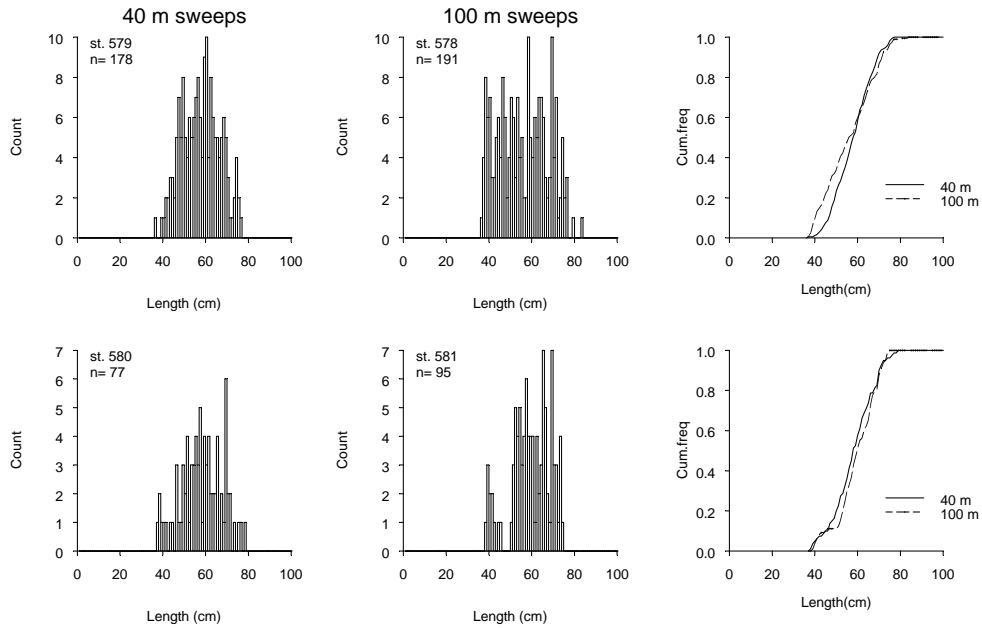 40 m sweeps
100 m sweeps
st. 579
n= 178
Count
10
8
6
4
2
0
0 20 40 60 80 100
Length (cm)
st. 578
n= 191
Count
10
8
6
4
2
0
0 20 40 60 80 100
Length (cm)
Cum.freq
1.0
0.8
0.6
0.4
0.2
0.0
40 m
100 m
0 20 40 60 80 100
Length(cm)
st. 580
n= 77
Count
7
6
5
4
3
2
1
0
0 20 40 60 80 100
Length (cm)
st. 581
n= 95
Count
7
6
5
4
3
2
1
0
0 20 40 60 80 100
Length (cm)
Cum.freq
1.0
0.8
0.6
0.4
0.2
0.0
40 m
100 m
0 20 40 60 80 100
Length(cm)